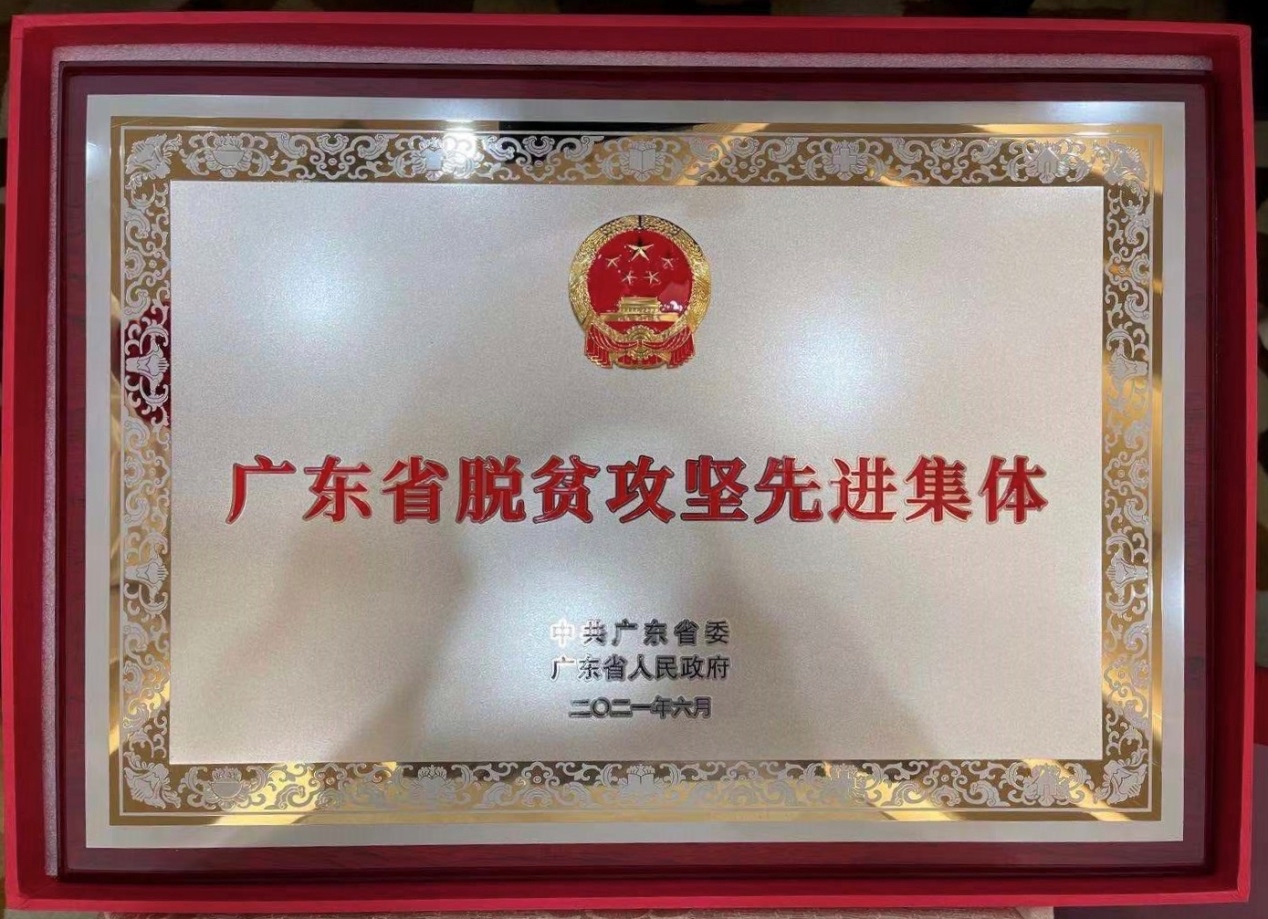 广东省脱贫攻坚先进集体
中共广东省委
广东省人民政府
二〇二一年六月